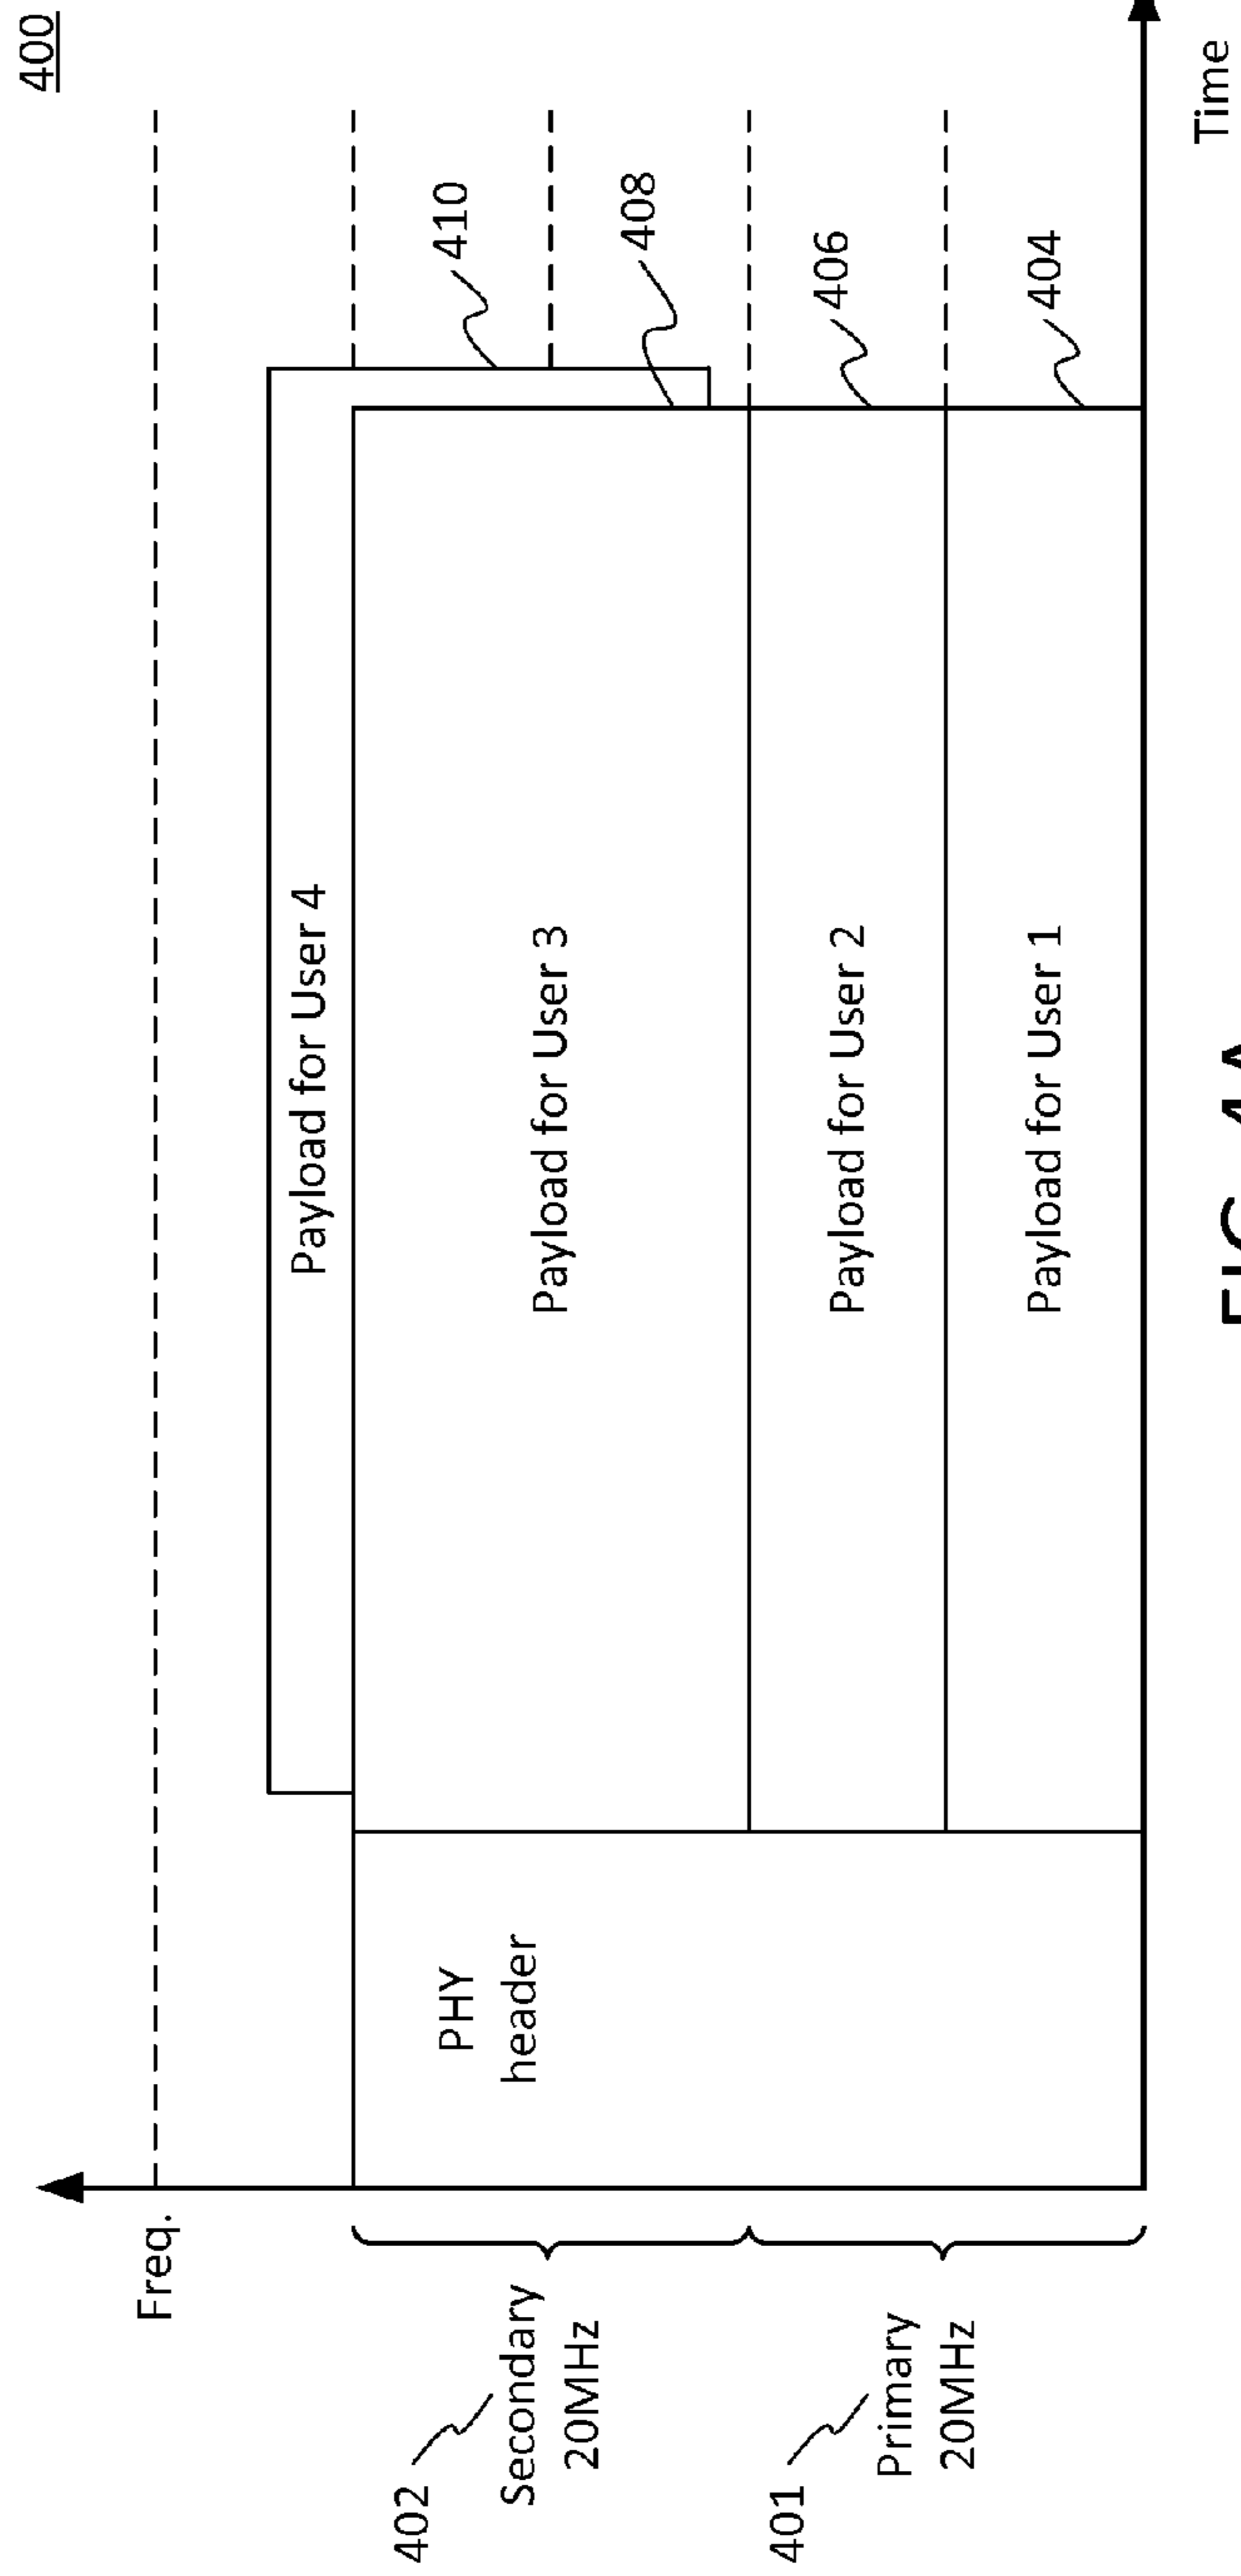 400
Freq.
410
Payload for User 4
408
Payload for User 3
PHY
header
406
Payload for User 2
404
Payload for User 1
Time
402
Secondary
20MHz
401
Primary
20MHz